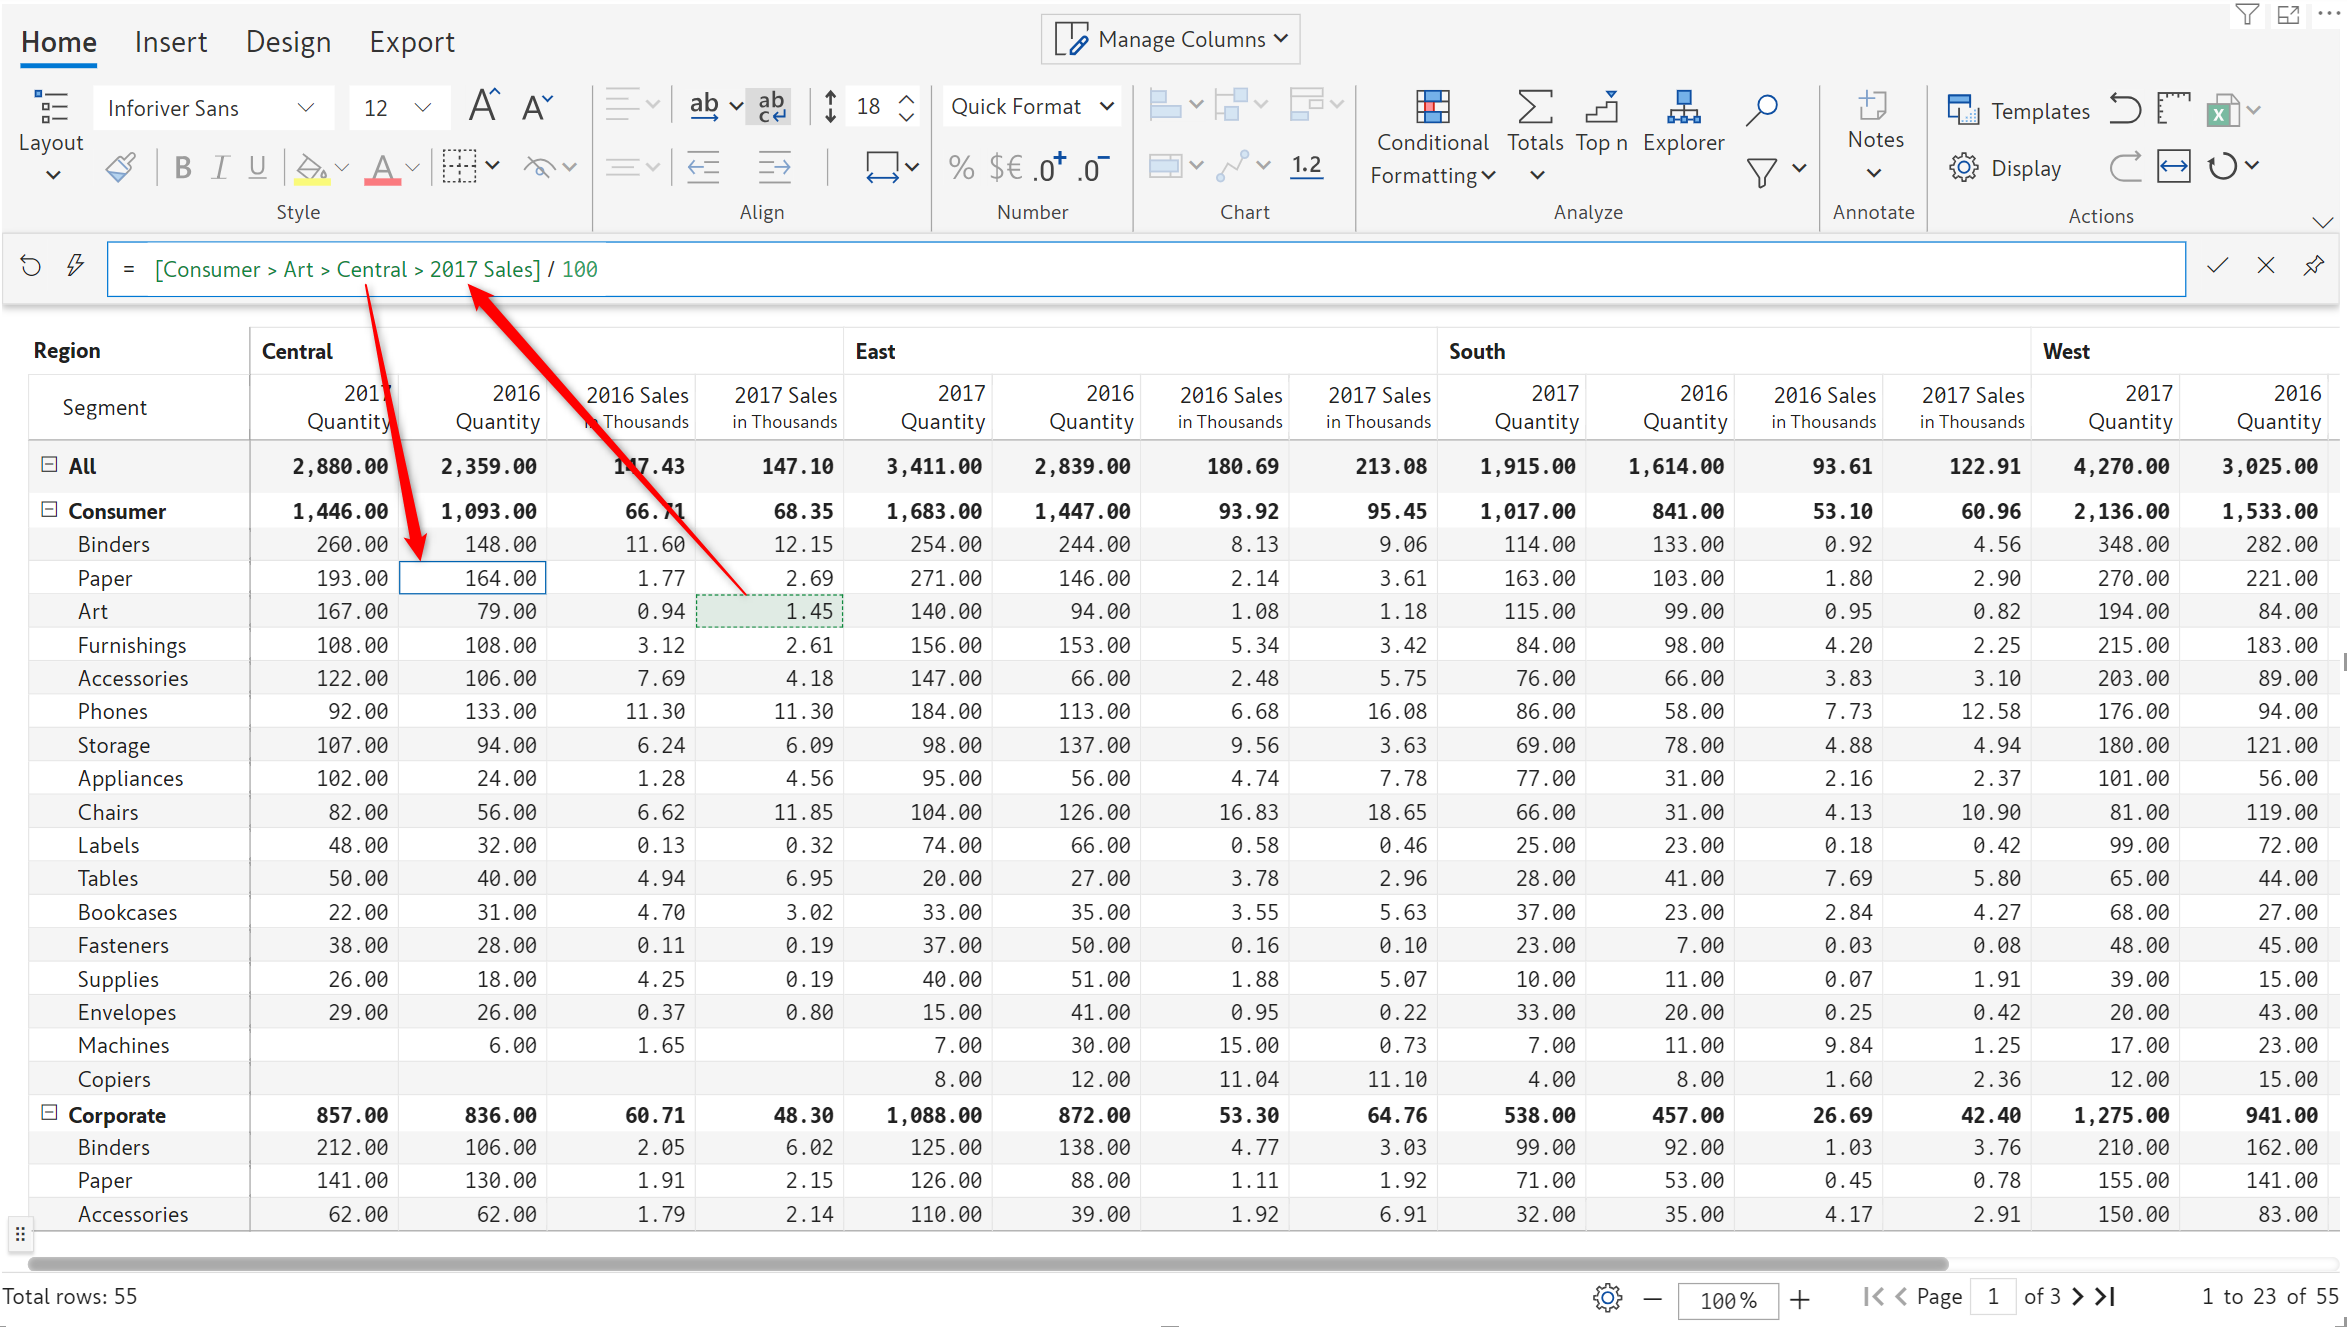 Home Insert Design Export Manage Columns
Inforiver Sans 12 A A ab ab c 18 Quick Format
Layout Conditional Formatting Totals Top n Explorer Notes Templates
B I U A % $€ .0+ .0- 1.2 Display
Style Align Number Chart Analyze Annotate Actions
= [Consumer > Art > Central > 2017 Sales] / 100
Region Central East South West
Segment 2017 Quantity 2016 Quantity 2016 Sales in Thousands 2017 Sales in Thousands 2017 Quantity 2016 Quantity 2016 Sales in Thousands 2017 Sales in Thousands 2017 Quantity 2016 Quantity 2016 Sales in Thousands 2017 Sales in Thousands 2017 Quantity 2016 Quantity
All 2,880.00 2,359.00 147.43 147.10 3,411.00 2,839.00 180.69 213.08 1,915.00 1,614.00 93.61 122.91 4,270.00 3,025.00
Consumer 1,446.00 1,093.00 66.71 68.35 1,683.00 1,447.00 93.92 95.45 1,017.00 841.00 53.10 60.96 2,136.00 1,533.00
Binders 260.00 148.00 11.60 12.15 254.00 244.00 8.13 9.06 114.00 133.00 0.92 4.56 348.00 282.00
Paper 193.00 164.00 1.77 2.69 271.00 146.00 2.14 3.61 163.00 103.00 1.80 2.90 270.00 221.00
Art 167.00 79.00 0.94 1.45 140.00 94.00 1.08 1.18 115.00 99.00 0.95 0.82 194.00 84.00
Furnishings 108.00 108.00 3.12 2.61 156.00 153.00 5.34 3.42 84.00 98.00 4.20 2.25 215.00 183.00
Accessories 122.00 106.00 7.69 4.18 147.00 66.00 2.48 5.75 76.00 66.00 3.83 3.10 203.00 89.00
Phones 92.00 133.00 11.30 11.30 184.00 113.00 6.68 16.08 86.00 58.00 7.73 12.58 176.00 94.00
Storage 107.00 94.00 6.24 6.09 98.00 137.00 9.56 3.63 69.00 78.00 4.88 4.94 180.00 121.00
Appliances 102.00 24.00 1.28 4.56 95.00 56.00 4.74 7.78 77.00 31.00 2.16 2.37 101.00 56.00
Chairs 82.00 56.00 6.62 11.85 104.00 126.00 16.83 18.65 66.00 31.00 4.13 10.90 81.00 119.00
Labels 48.00 32.00 0.13 0.32 74.00 66.00 0.58 0.46 25.00 23.00 0.18 0.42 99.00 72.00
Tables 50.00 40.00 4.94 6.95 20.00 27.00 3.78 2.96 28.00 41.00 7.69 5.80 65.00 44.00
Bookcases 22.00 31.00 4.70 3.02 33.00 35.00 3.55 5.63 37.00 23.00 2.84 4.27 68.00 27.00
Fasteners 38.00 28.00 0.11 0.19 37.00 50.00 0.16 0.10 23.00 7.00 0.03 0.08 48.00 45.00
Supplies 26.00 18.00 4.25 0.19 40.00 51.00 1.88 5.07 10.00 11.00 0.07 1.91 39.00 15.00
Envelopes 29.00 26.00 0.37 0.80 15.00 41.00 0.95 0.22 33.00 20.00 0.25 0.42 20.00 43.00
Machines 6.00 1.65 7.00 30.00 15.00 0.73 7.00 11.00 9.84 1.25 17.00 23.00
Copiers 8.00 12.00 11.04 11.10 4.00 8.00 1.60 2.36 12.00 15.00
Corporate 857.00 836.00 60.71 48.30 1,088.00 872.00 53.30 64.76 538.00 457.00 26.69 42.40 1,275.00 941.00
Binders 212.00 106.00 2.05 6.02 125.00 138.00 4.77 3.03 99.00 92.00 1.03 3.76 210.00 162.00
Paper 141.00 130.00 1.91 2.15 126.00 88.00 1.11 1.92 71.00 53.00 0.45 0.78 155.00 141.00
Accessories 62.00 62.00 1.79 2.14 110.00 39.00 1.92 6.91 32.00 35.00 4.17 2.91 150.00 83.00
Total rows: 55 100% Page 1 of 3 1 to 23 of 55